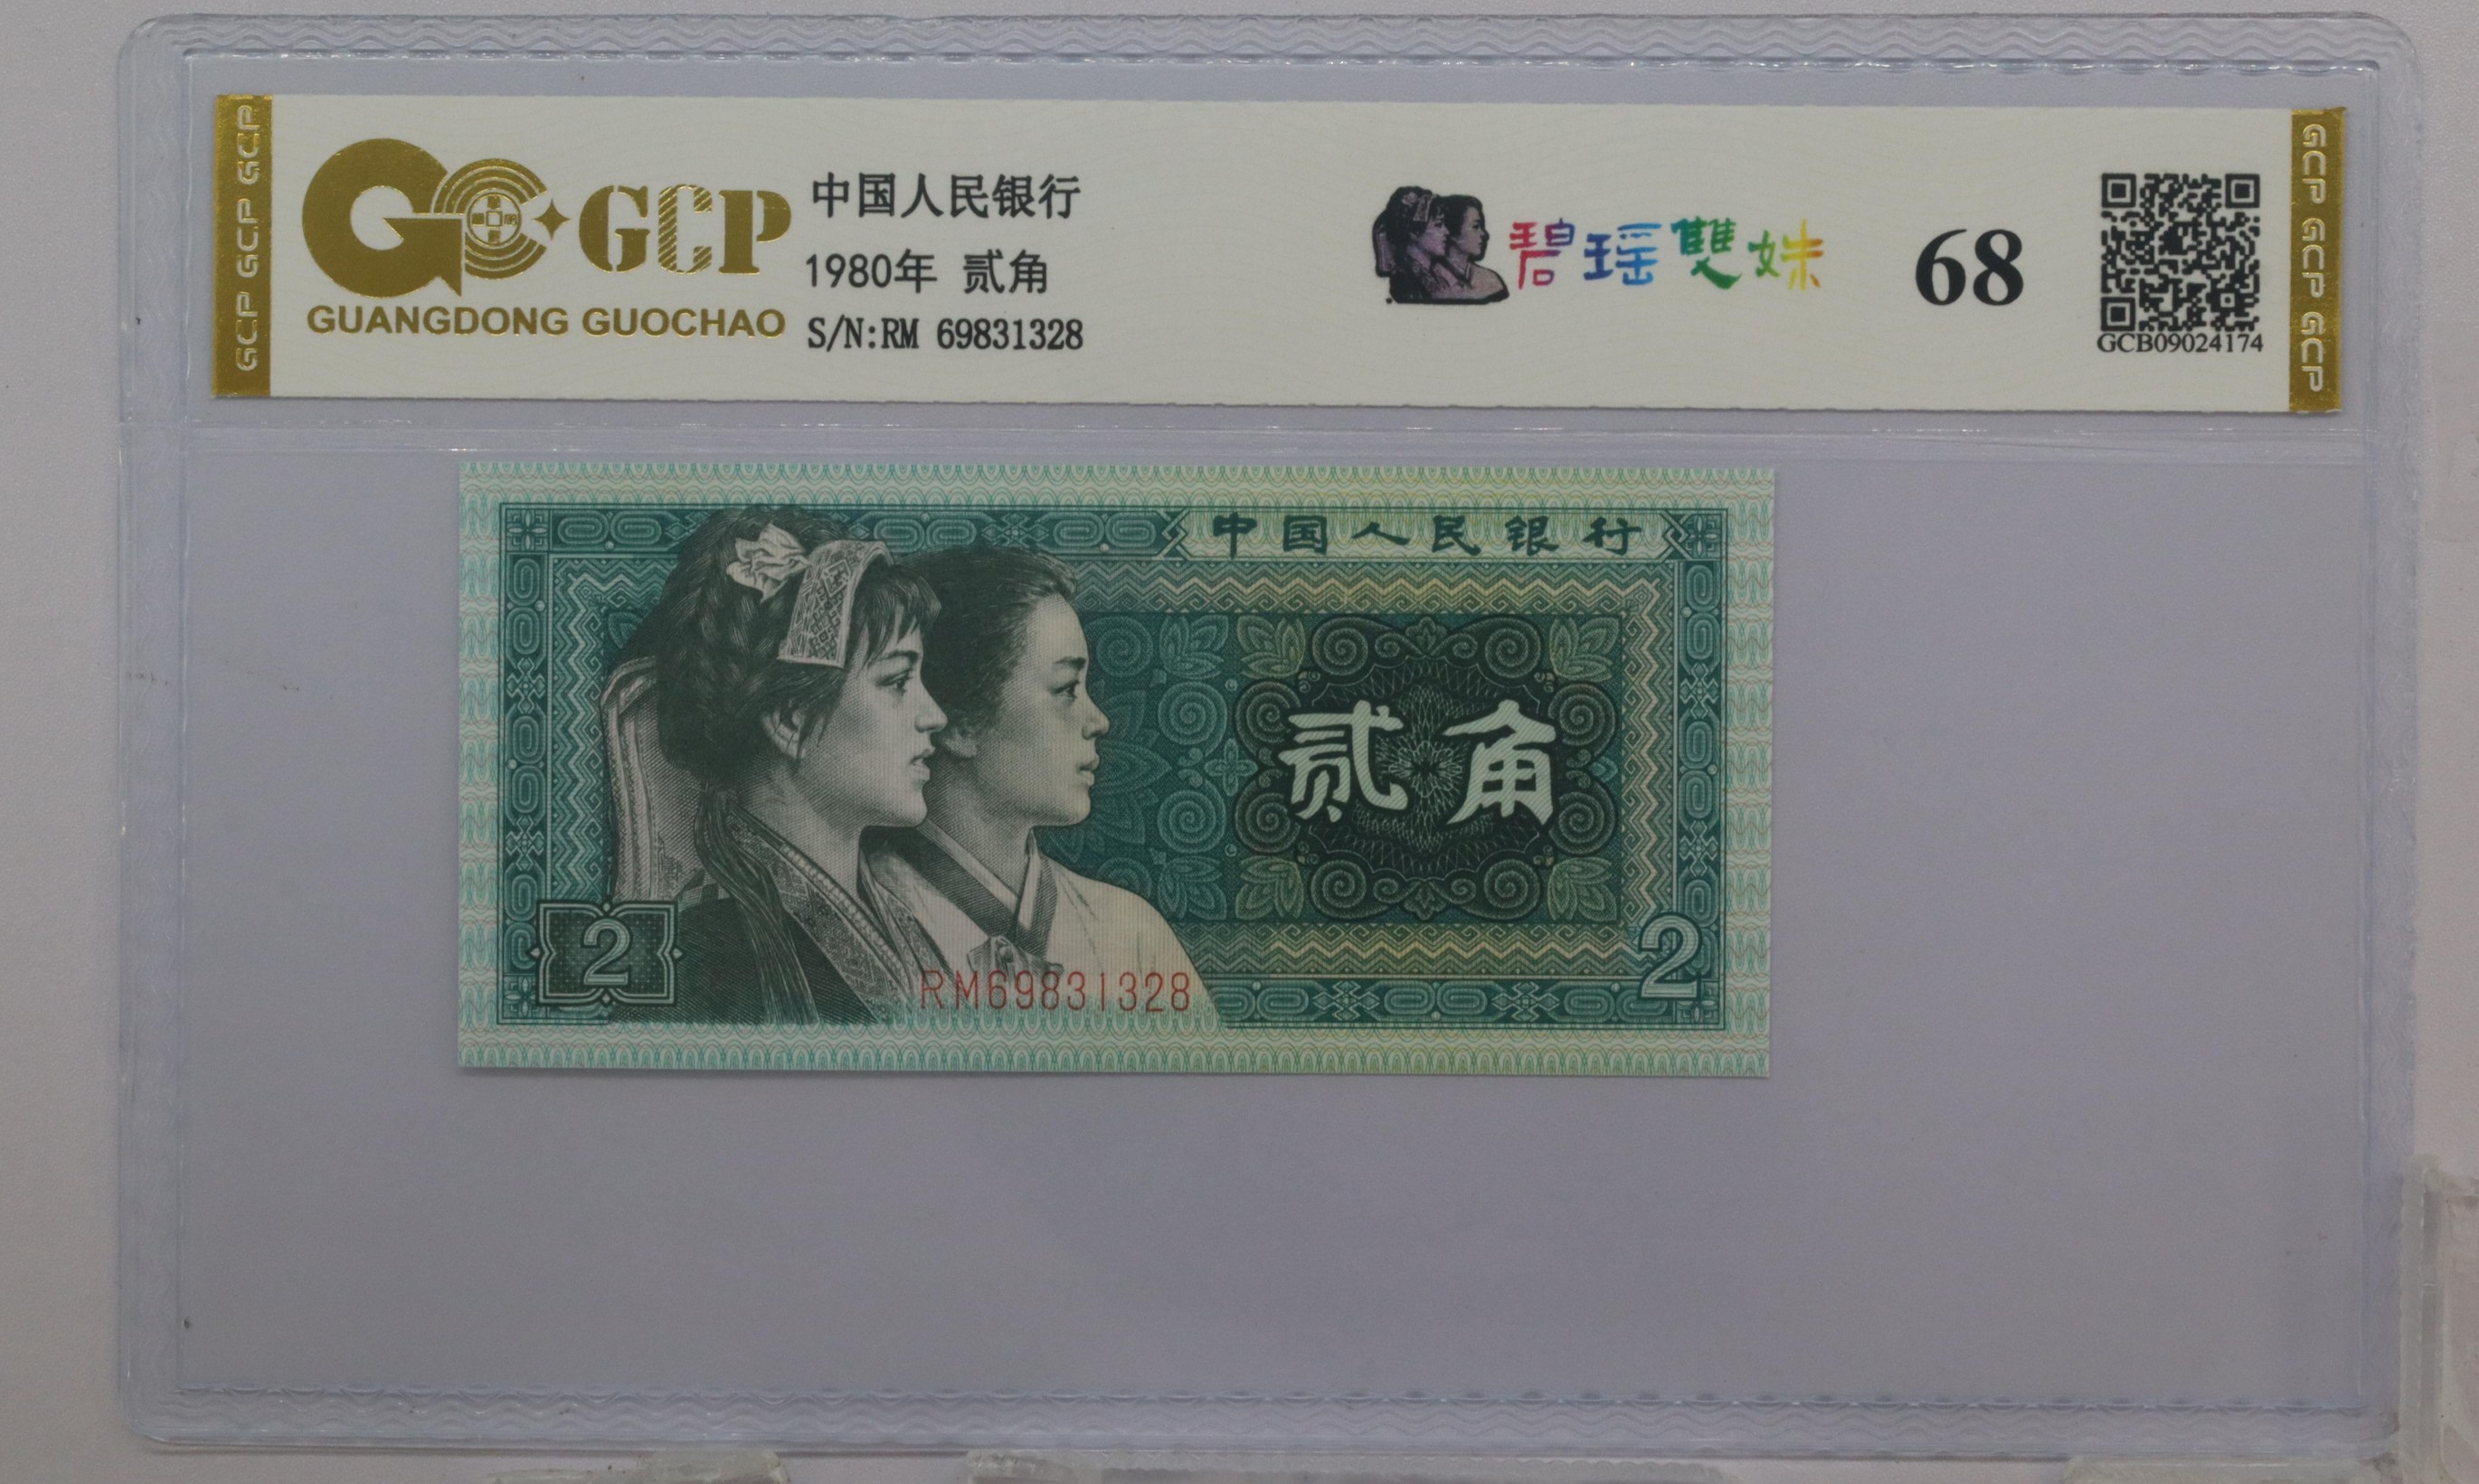 GCP GCP GCP
GCP
GUANGDONG GUOCHAO
中国人民银行
1980年 贰角
S/N:RM 69831328
碧瑶雙姝
68
GCB09024174
GCP GCP GCP
中国人民银行
贰角
2
RM69831328
2